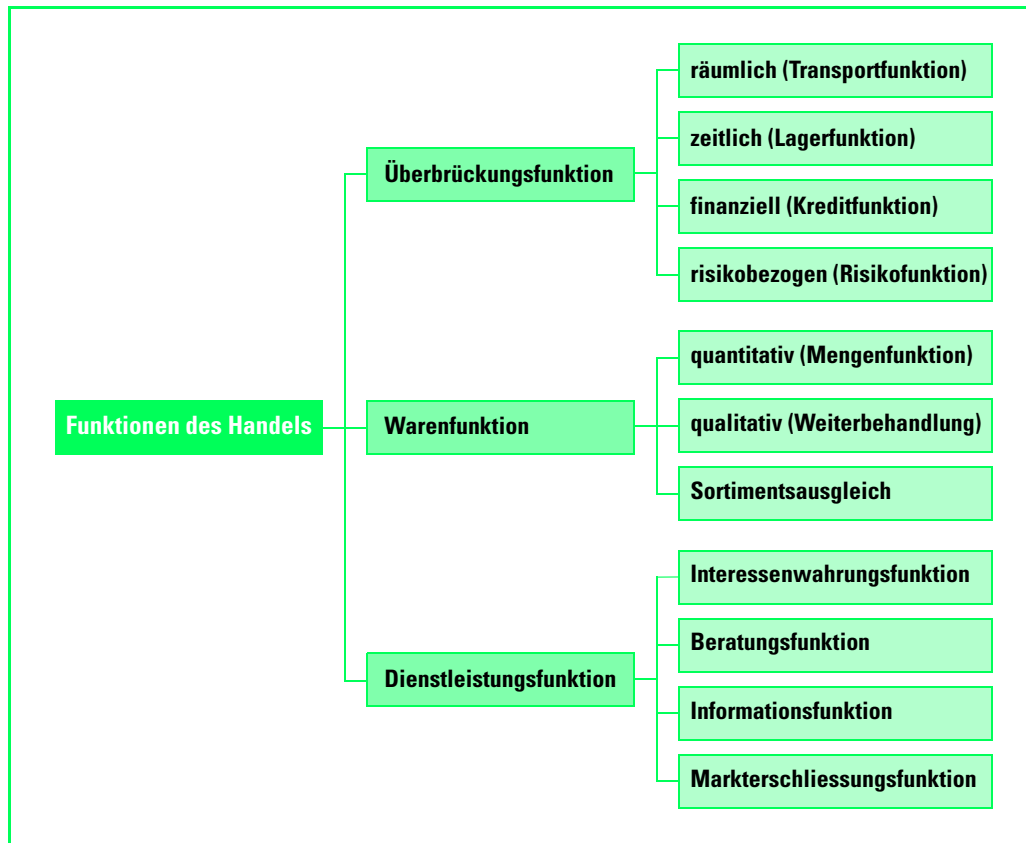 Funktionen des Handels
Überbrückungsfunktion
räumlich (Transportfunktion)
zeitlich (Lagerfunktion)
finanziell (Kreditfunktion)
risikobezogen (Risikofunktion)
Warenfunktion
quantitativ (Mengenfunktion)
qualitativ (Weiterbehandlung)
Sortimentsausgleich
Dienstleistungsfunktion
Interessenwahrungsfunktion
Beratungsfunktion
Informationsfunktion
Markterschliessungsfunktion